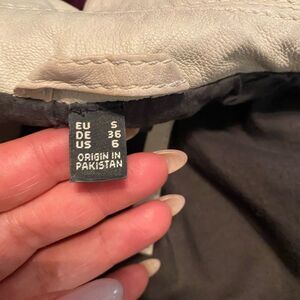 EU S
DE 36
US 6
ORIGIN IN
PAKISTAN